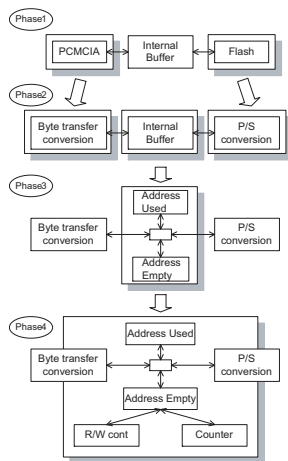 Phase1
PCMCIA
Internal
Buffer
Flash
Phase2
Byte transfer
conversion
Internal
Buffer
P/S
conversion
Phase3
Address
Used
Byte transfer
conversion
P/S
conversion
Address
Empty
Phase4
Address Used
Byte transfer
conversion
P/S
conversion
Address Empty
R/W cont
Counter